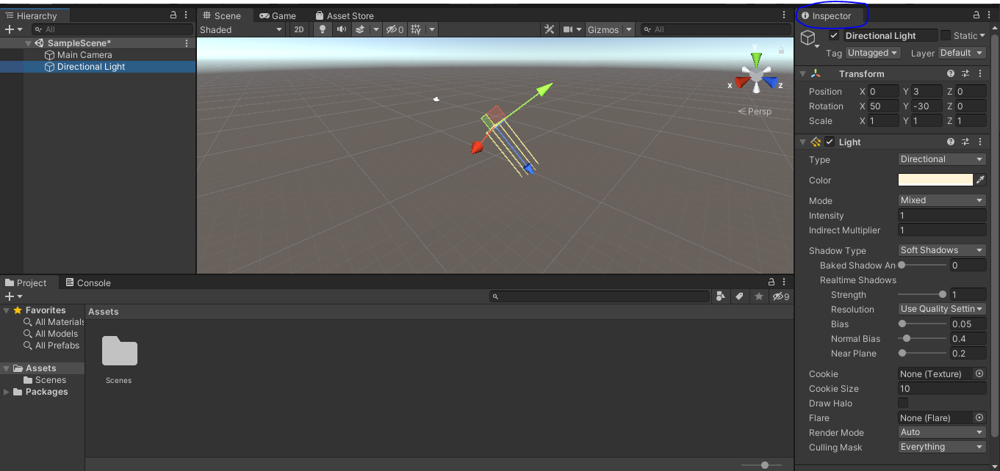 Hierarchy
All
SampleScene*
Main Camera
Directional Light
Scene
Game
Asset Store
Shaded
2D
0
Gizmos
All
y
x
z
Persp
Inspector
Directional Light
Static
Tag Untagged
Layer Default
Transform
Position X 0 Y 3 Z 0
Rotation X 50 Y -30 Z 0
Scale X 1 Y 1 Z 1
Light
Type Directional
Color
Mode Mixed
Intensity 1
Indirect Multiplier 1
Shadow Type Soft Shadows
Baked Shadow An 0
Realtime Shadows
Strength 1
Resolution Use Quality Settin
Bias 0.05
Normal Bias 0.4
Near Plane 0.2
Cookie None (Texture)
Cookie Size 10
Draw Halo
Flare None (Flare)
Render Mode Auto
Culling Mask Everything
Project
Console
9
Favorites
All Materials
All Models
All Prefabs
Assets
Scenes
Packages
Assets
Scenes